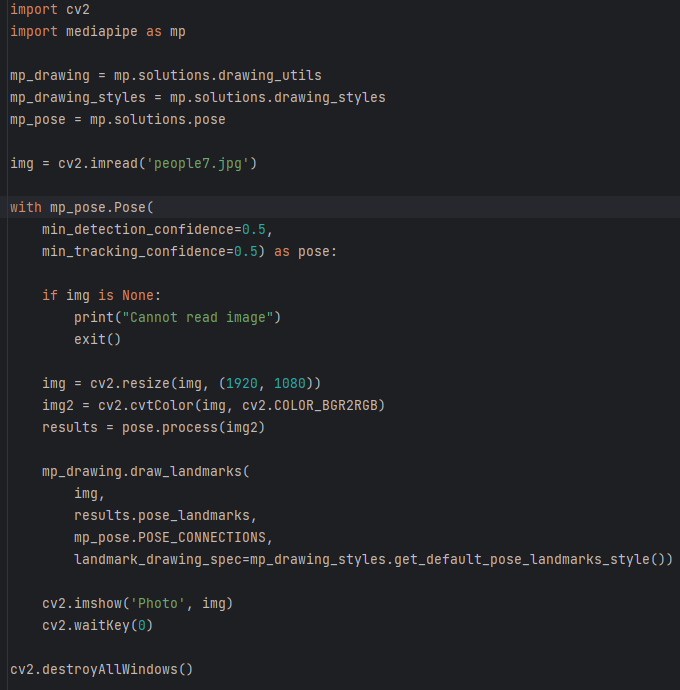 import cv2
import mediapipe as mp

mp_drawing = mp.solutions.drawing_utils
mp_drawing_styles = mp.solutions.drawing_styles
mp_pose = mp.solutions.pose

img = cv2.imread('people7.jpg')

with mp_pose.Pose(
    min_detection_confidence=0.5,
    min_tracking_confidence=0.5) as pose:

    if img is None:
        print("Cannot read image")
        exit()

    img = cv2.resize(img, (1920, 1080))
    img2 = cv2.cvtColor(img, cv2.COLOR_BGR2RGB)
    results = pose.process(img2)

    mp_drawing.draw_landmarks(
        img,
        results.pose_landmarks,
        mp_pose.POSE_CONNECTIONS,
        landmark_drawing_spec=mp_drawing_styles.get_default_pose_landmarks_style())

    cv2.imshow('Photo', img)
    cv2.waitKey(0)

cv2.destroyAllWindows()